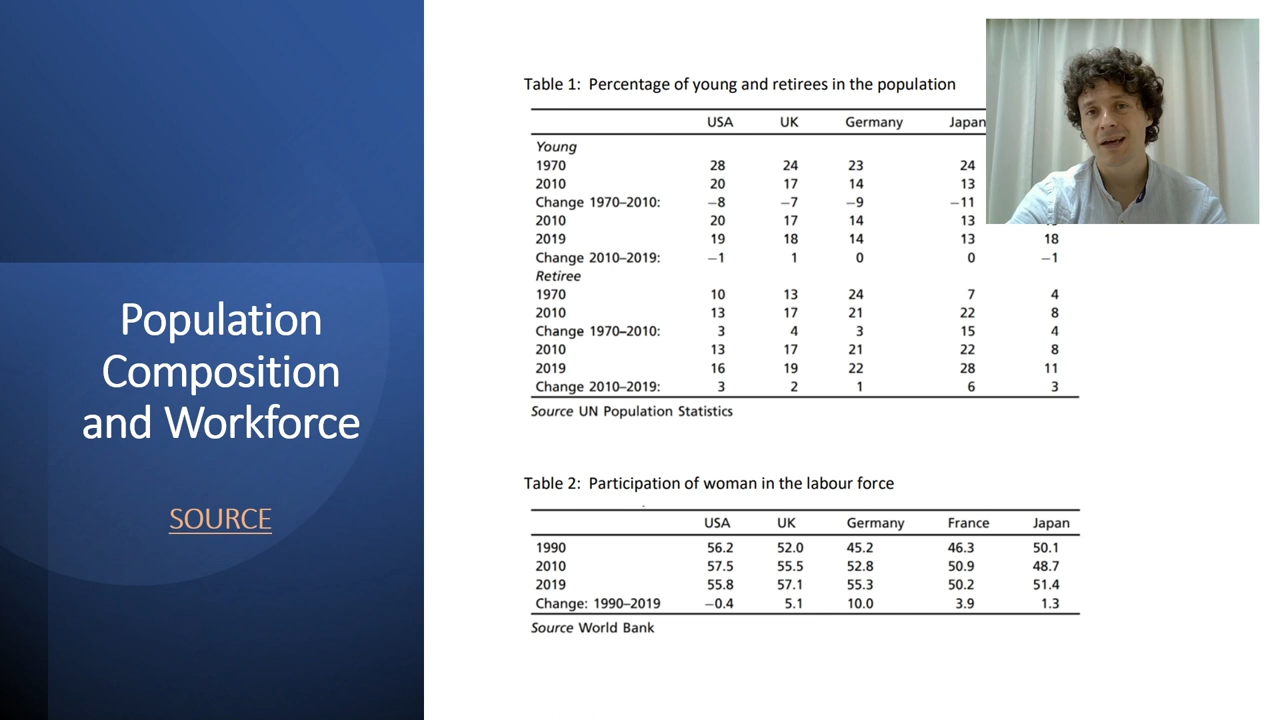 Population
Composition
and Workforce
SOURCE
Table 1: Percentage of young and retirees in the population
USA UK Germany Japan
Young
1970 28 24 23 24
2010 20 17 14 13
Change 1970–2010: −8 −7 −9 −11
2010 20 17 14 13
2019 19 18 14 13 18
Change 2010–2019: −1 1 0 0 −1
Retiree
1970 10 13 24 7 4
2010 13 17 21 22 8
Change 1970–2010: 3 4 3 15 4
2010 13 17 21 22 8
2019 16 19 22 28 11
Change 2010–2019: 3 2 1 6 3
Source UN Population Statistics
Table 2: Participation of woman in the labour force
USA UK Germany France Japan
1990 56.2 52.0 45.2 46.3 50.1
2010 57.5 55.5 52.8 50.9 48.7
2019 55.8 57.1 55.3 50.2 51.4
Change: 1990–2019 −0.4 5.1 10.0 3.9 1.3
Source World Bank